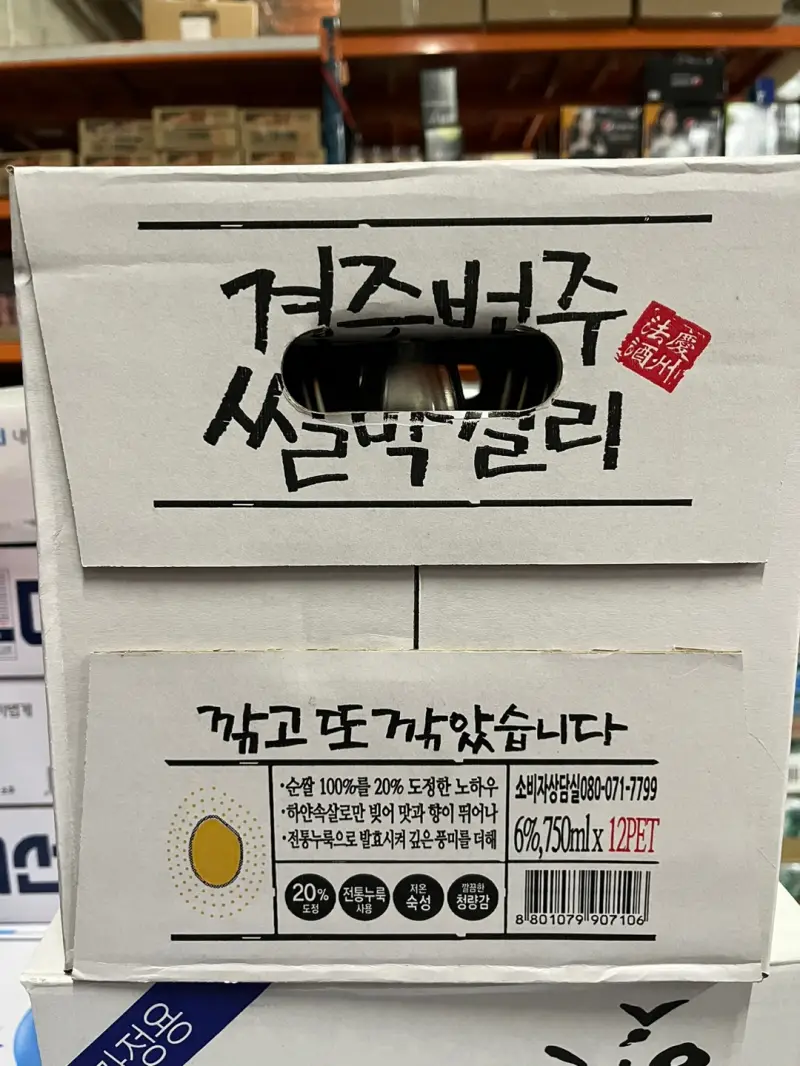 경주법주
쌀막걸리
慶州
法酒
깎고 또 깎았습니다
·순쌀 100%를 20% 도정한 노하우
·하얀속살로만 빚어 맛과 향이 뛰어나
·전통누룩으로 발효시켜 깊은 풍미를 더해
소비자상담실080-071-7799
6%,750ml x 12PET
20%
도정
전통누룩
사용
저온
숙성
깔끔한
청량감
8 801079 907106
가정용